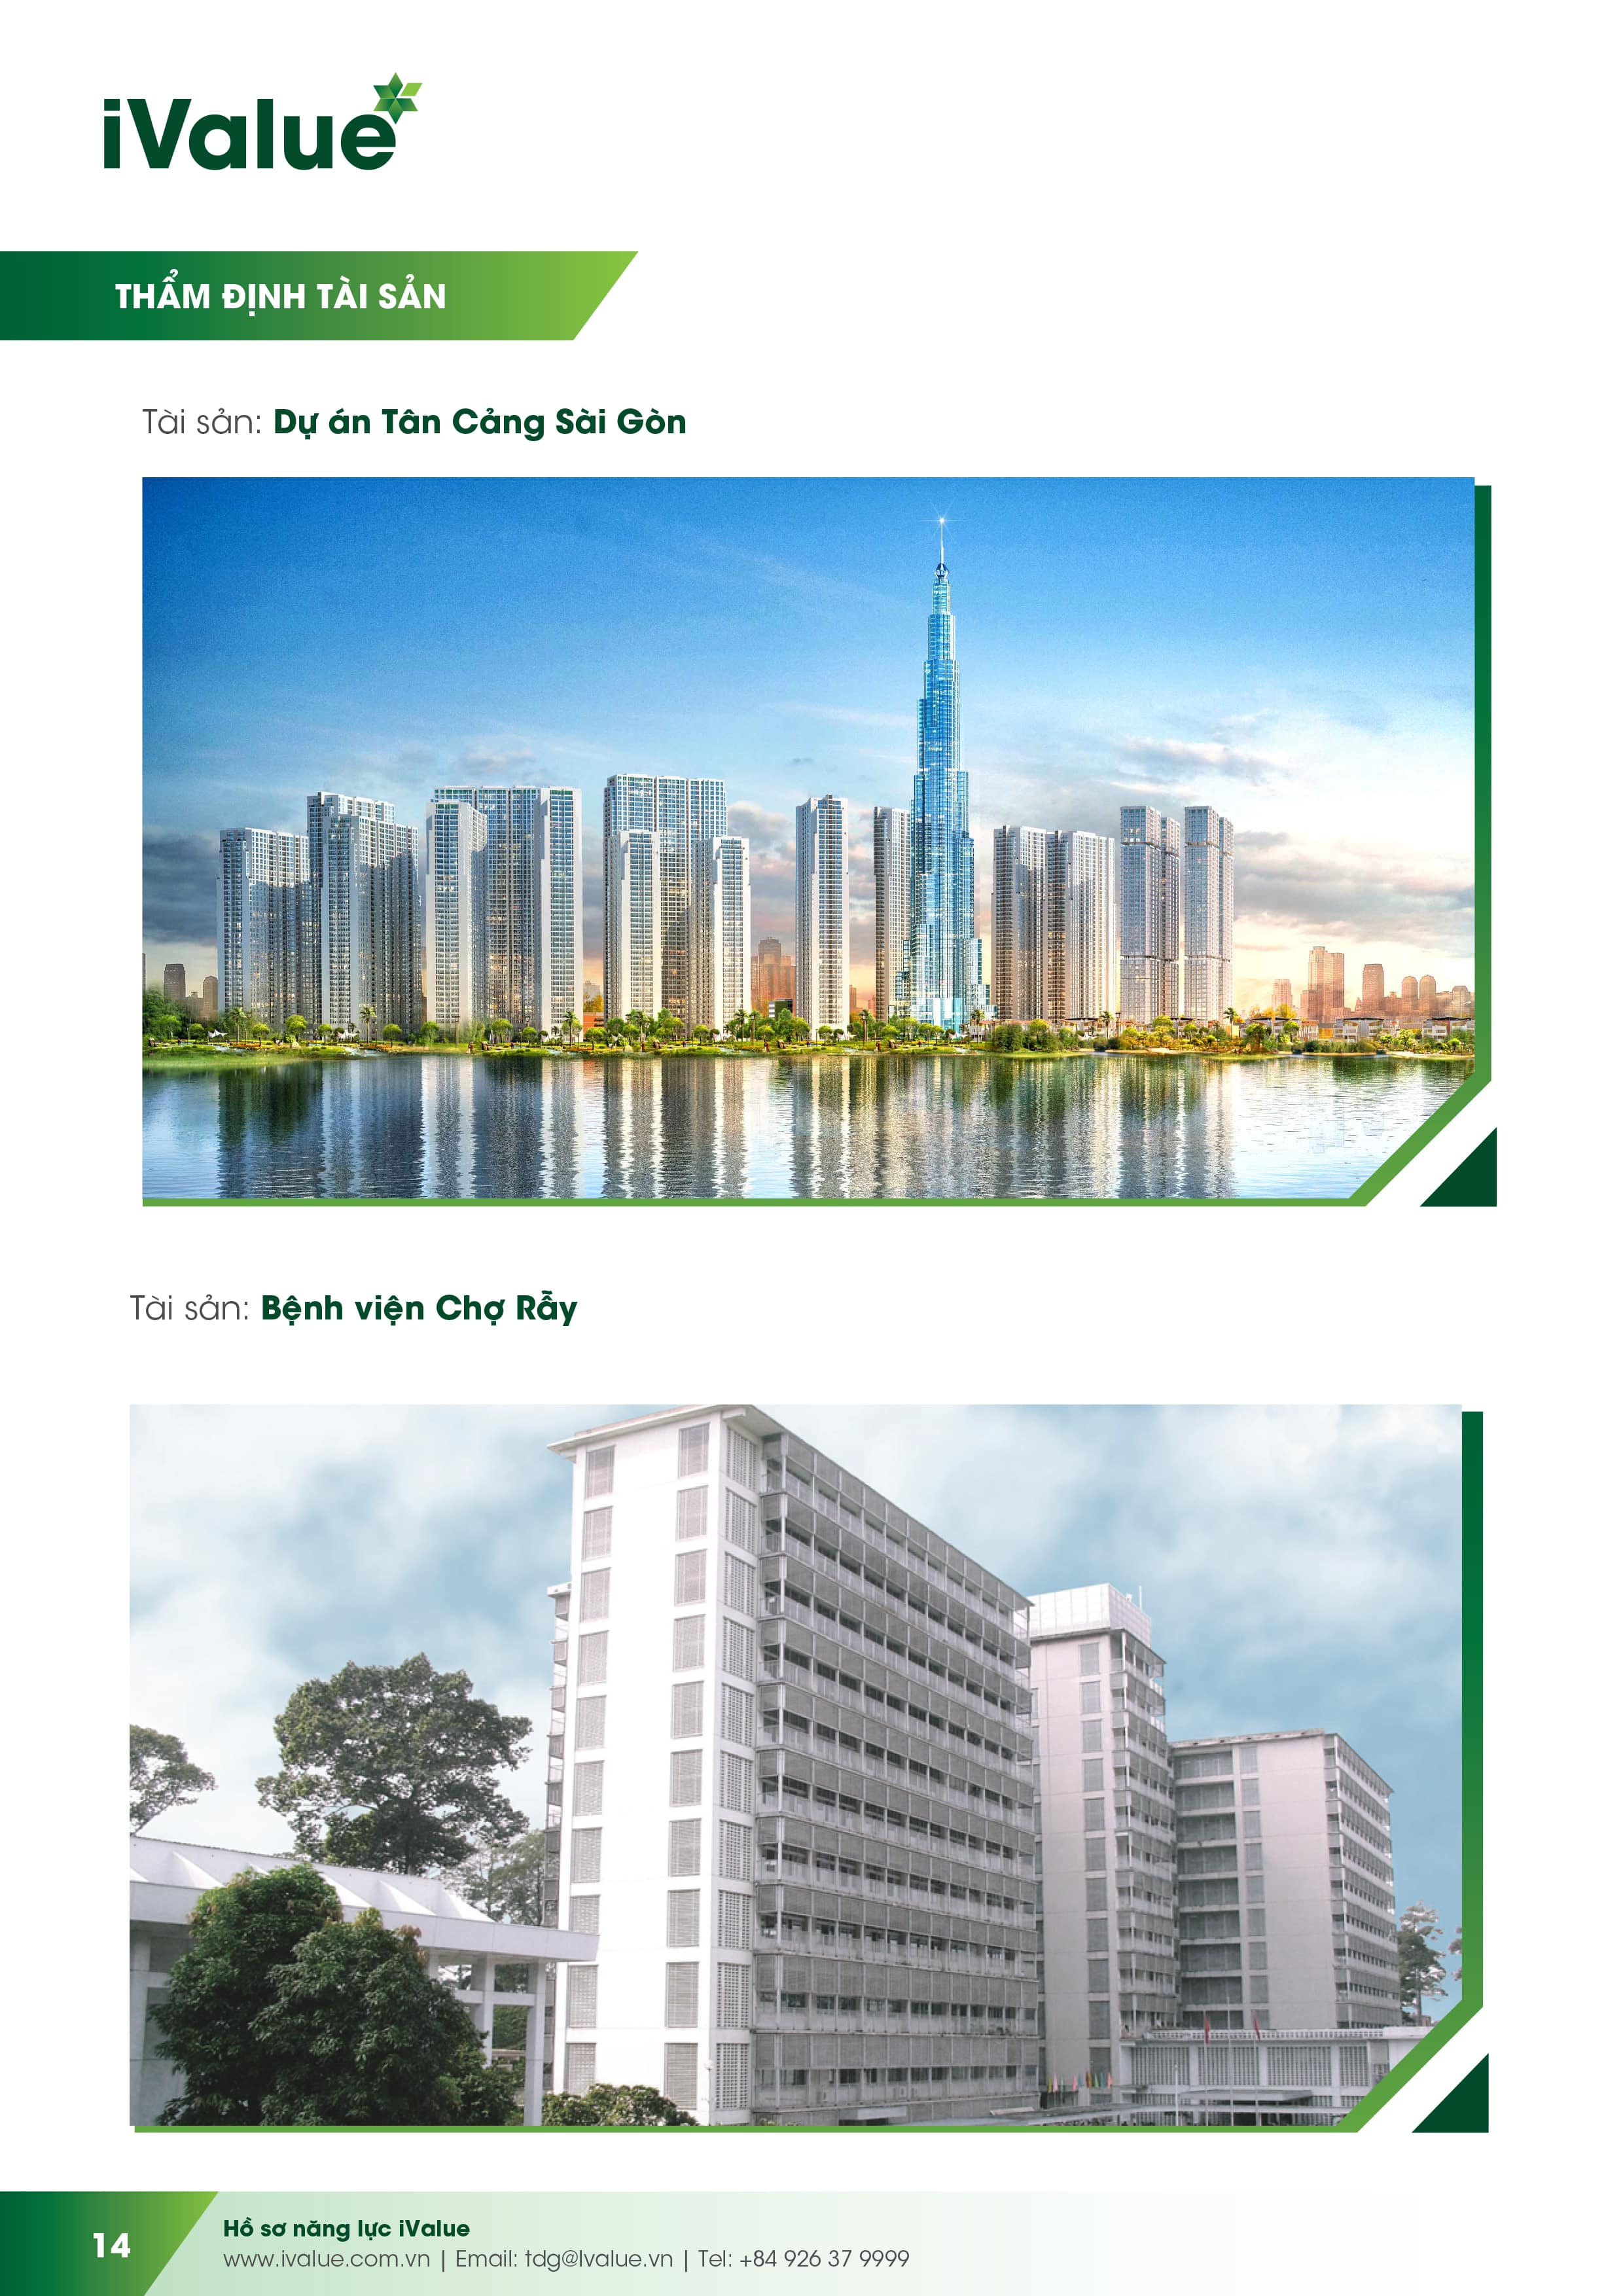 iValue
THẨM ĐỊNH TÀI SẢN
Tài sản: Dự án Tân Cảng Sài Gòn
Tài sản: Bệnh viện Chợ Rẫy
14
Hồ sơ năng lực iValue
www.ivalue.com.vn | Email: tdg@Ivalue.vn | Tel: +84 926 37 9999